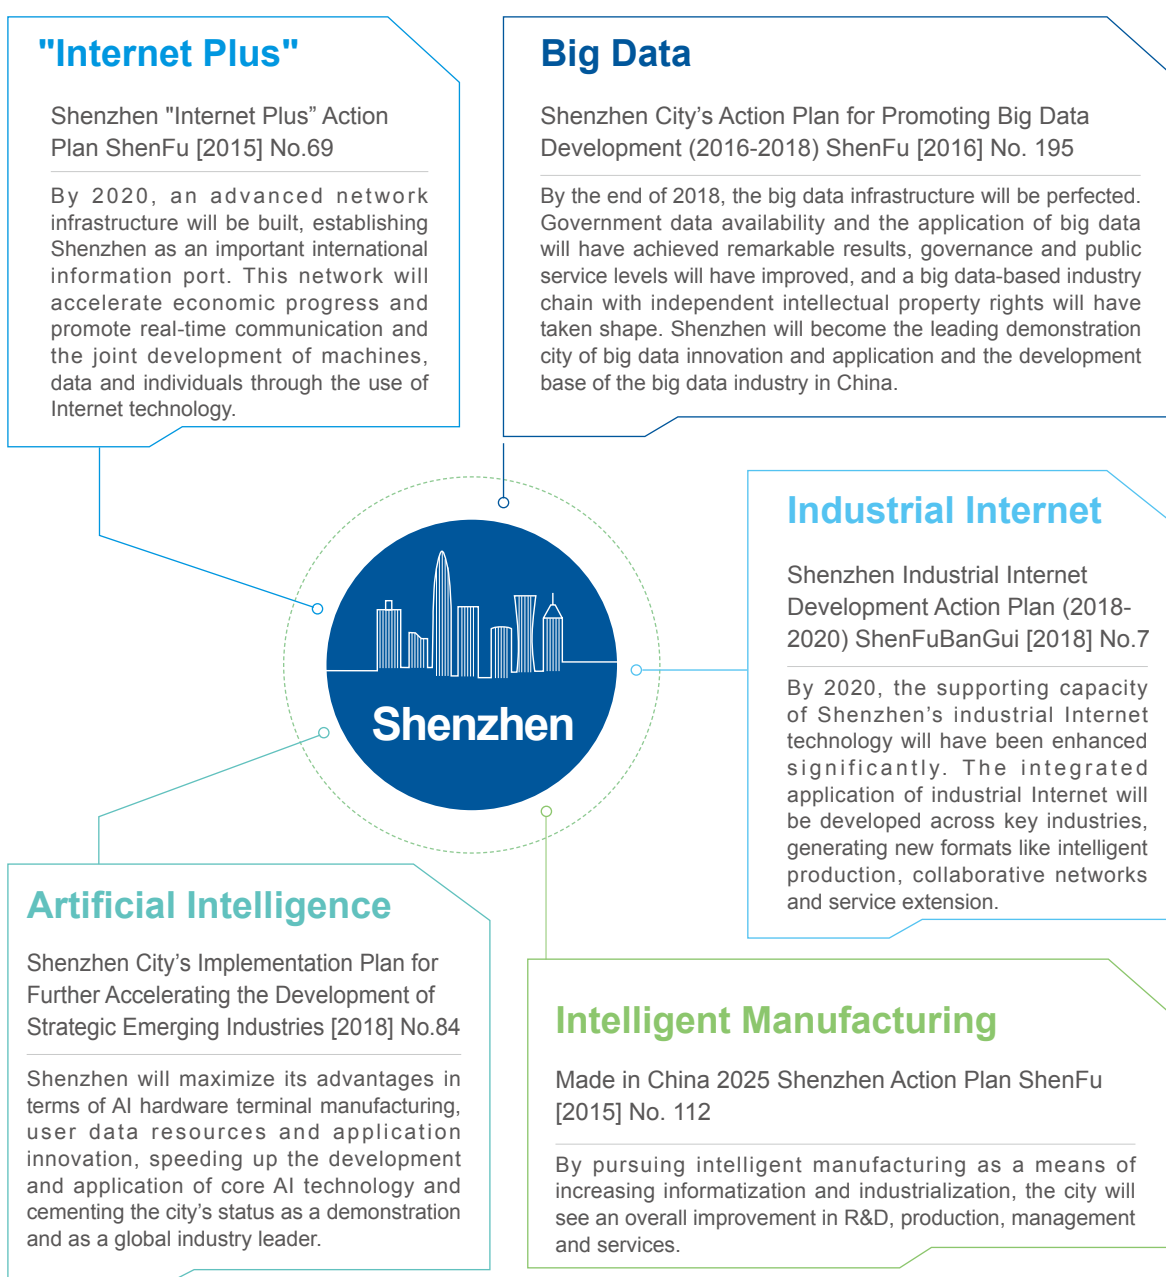 "Internet Plus"
Shenzhen "Internet Plus” Action
Plan ShenFu [2015] No.69
By 2020, an advanced network
infrastructure will be built, establishing
Shenzhen as an important international
information port. This network will
accelerate economic progress and
promote real-time communication and
the joint development of machines,
data and individuals through the use of
Internet technology.
Big Data
Shenzhen City’s Action Plan for Promoting Big Data
Development (2016-2018) ShenFu [2016] No. 195
By the end of 2018, the big data infrastructure will be perfected.
Government data availability and the application of big data
will have achieved remarkable results, governance and public
service levels will have improved, and a big data-based industry
chain with independent intellectual property rights will have
taken shape. Shenzhen will become the leading demonstration
city of big data innovation and application and the development
base of the big data industry in China.
Industrial Internet
Shenzhen Industrial Internet
Development Action Plan (2018-
2020) ShenFuBanGui [2018] No.7
By 2020, the supporting capacity
of Shenzhen’s industrial Internet
technology will have been enhanced
significantly. The integrated
application of industrial Internet will
be developed across key industries,
generating new formats like intelligent
production, collaborative networks
and service extension.
Shenzhen
Artificial Intelligence
Shenzhen City’s Implementation Plan for
Further Accelerating the Development of
Strategic Emerging Industries [2018] No.84
Shenzhen will maximize its advantages in
terms of AI hardware terminal manufacturing,
user data resources and application
innovation, speeding up the development
and application of core AI technology and
cementing the city’s status as a demonstration
and as a global industry leader.
Intelligent Manufacturing
Made in China 2025 Shenzhen Action Plan ShenFu
[2015] No. 112
By pursuing intelligent manufacturing as a means of
increasing informatization and industrialization, the city will
see an overall improvement in R&D, production, management
and services.